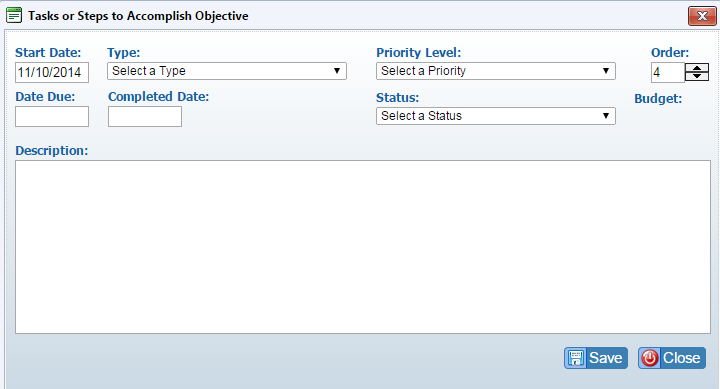 Tasks or Steps to Accomplish Objective
Start Date: Type: Priority Level: Order:
11/10/2014 Select a Type Select a Priority 4
Date Due: Completed Date: Status: Budget:
Select a Status
Description:
Save Close